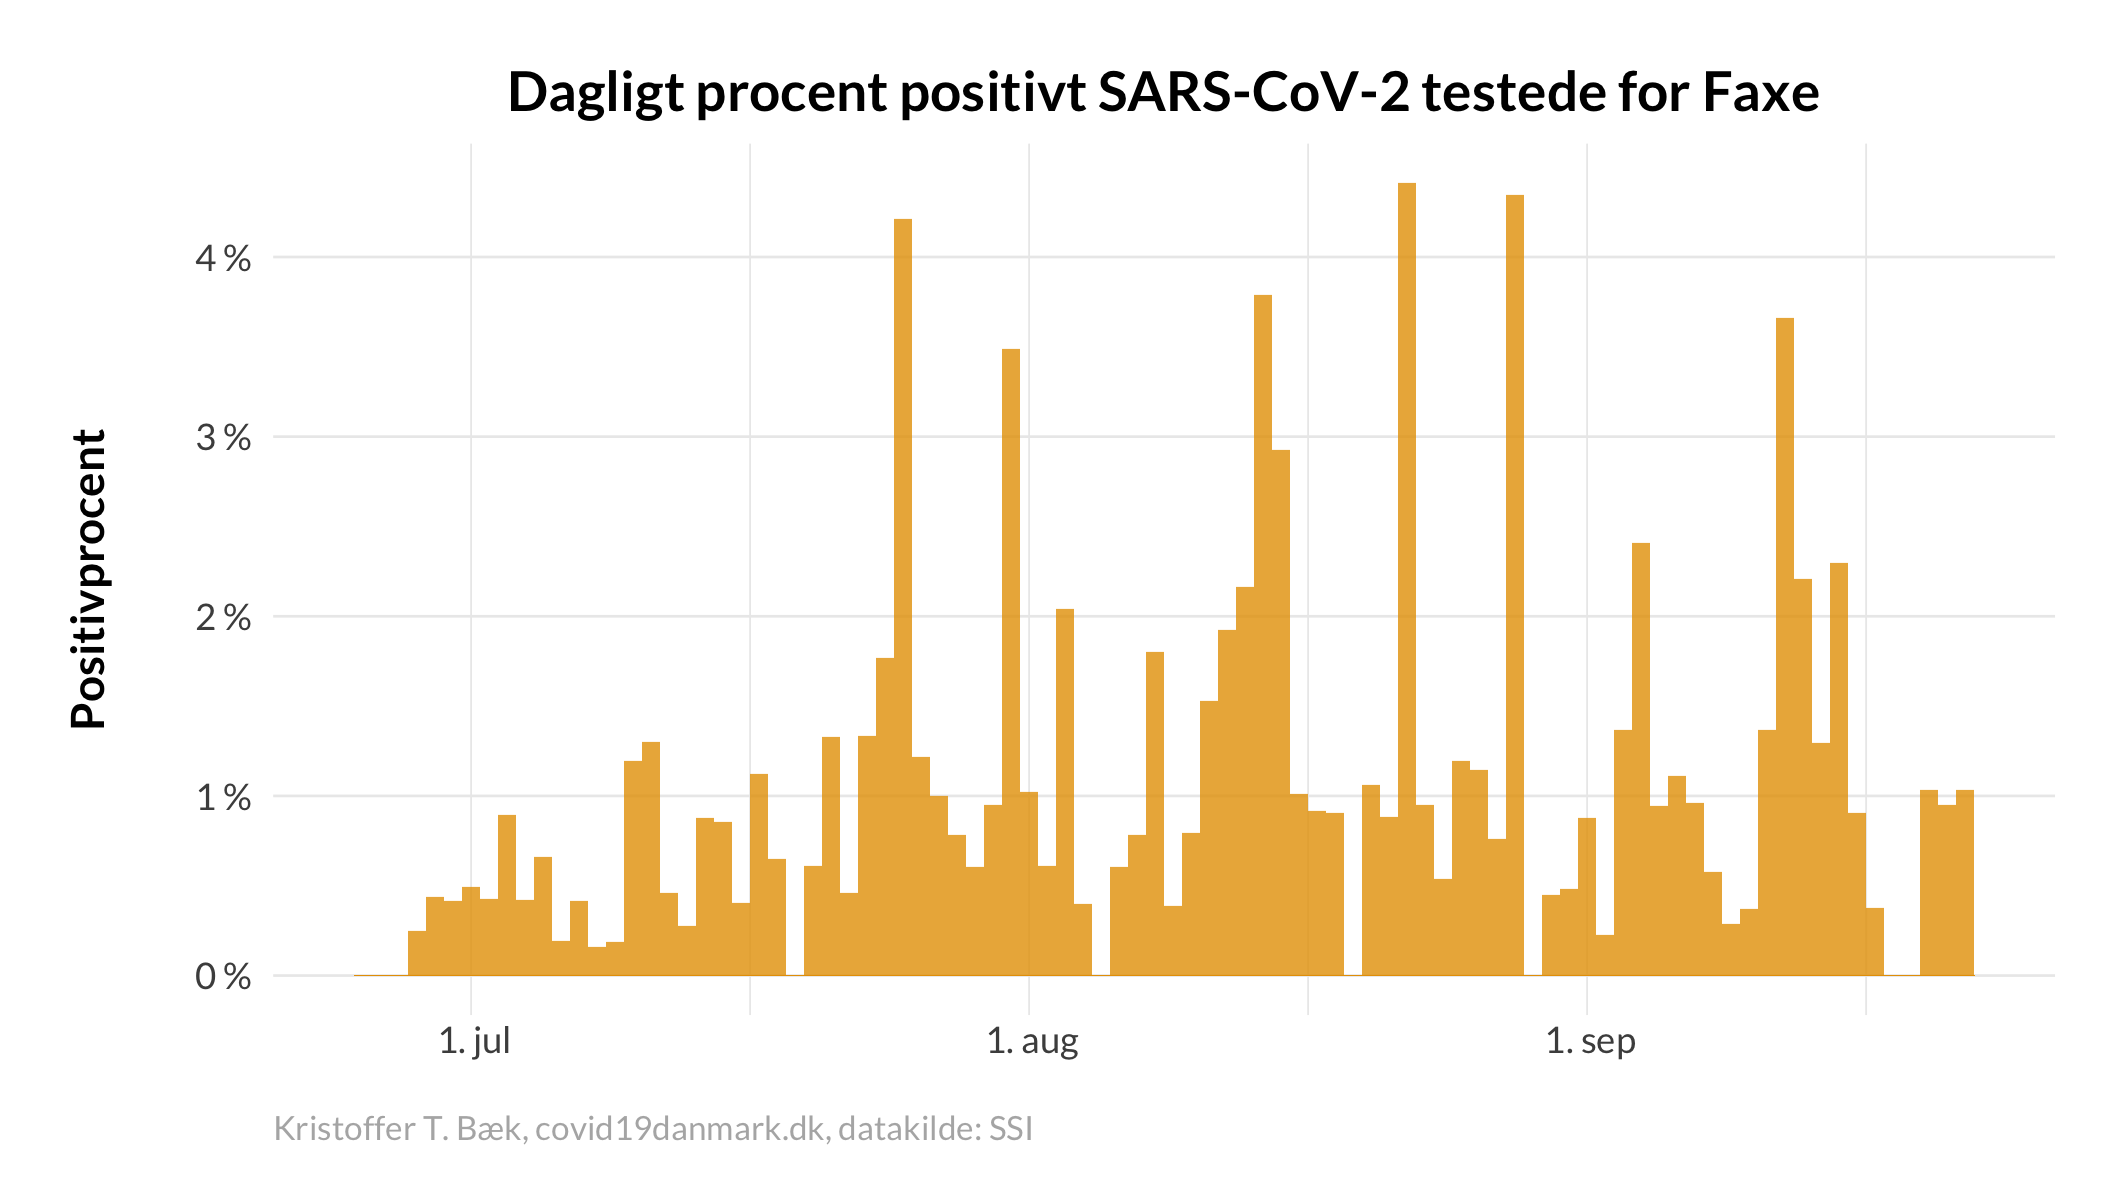 Dagligt procent positivt SARS-CoV-2 testede for Faxe
Positivprocent
4 %
3 %
2 %
1 %
0 %
1. jul
1. aug
1. sep
Kristoffer T. Bæk, covid19danmark.dk, datakilde: SSI